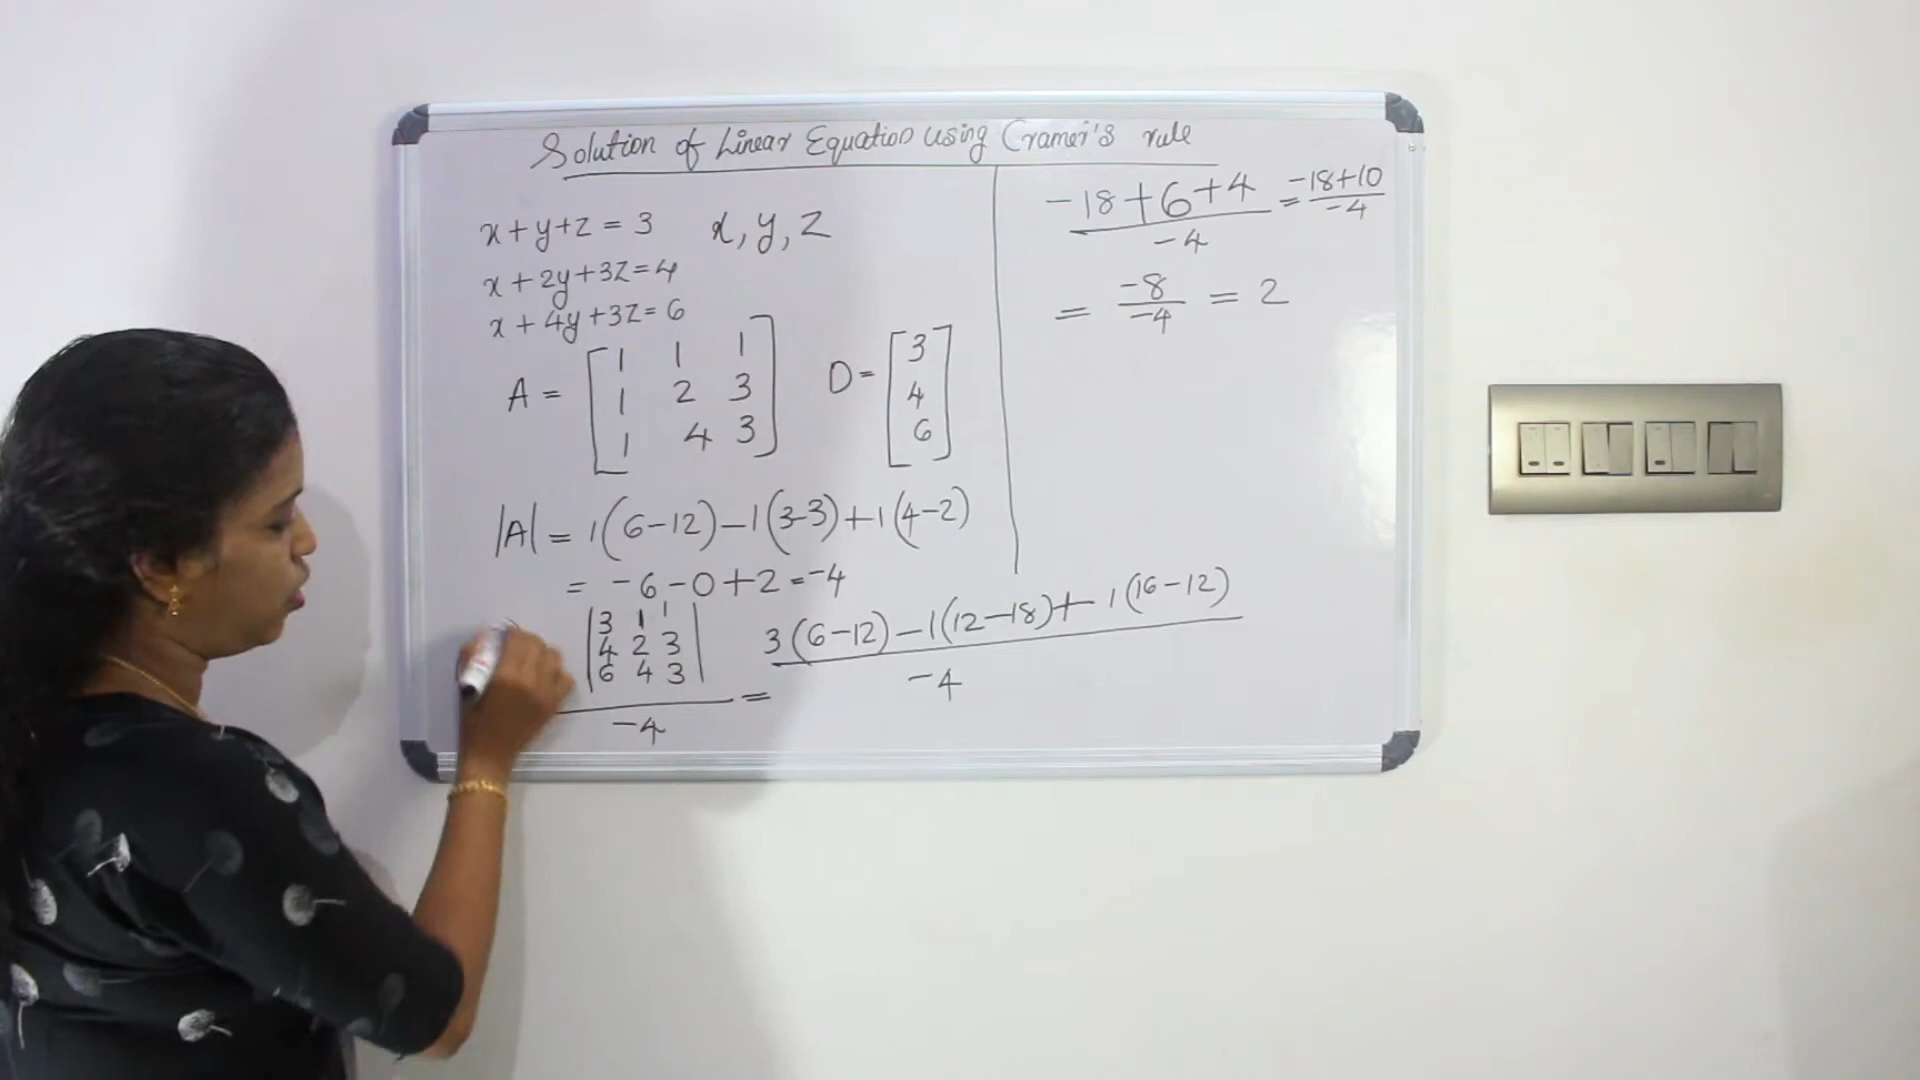 Solution of Linear Equation using Cramer's rule
x+y+z = 3 x, y, z
x + 2y+3z=4
x + 4y+3z= 6
A = [1 1 1
1 2 3
1 4 3] D = [3
4
6]
|A| = 1(6-12)-1(3-3)+1(4-2)
= -6-0+2=-4
|3 1 1
4 2 3
6 4 3|
-4
= 3(6-12)-1(12-18)+1(16-12)
-4
-18+6+4
-4
= -18+10
-4
= -8
-4
= 2